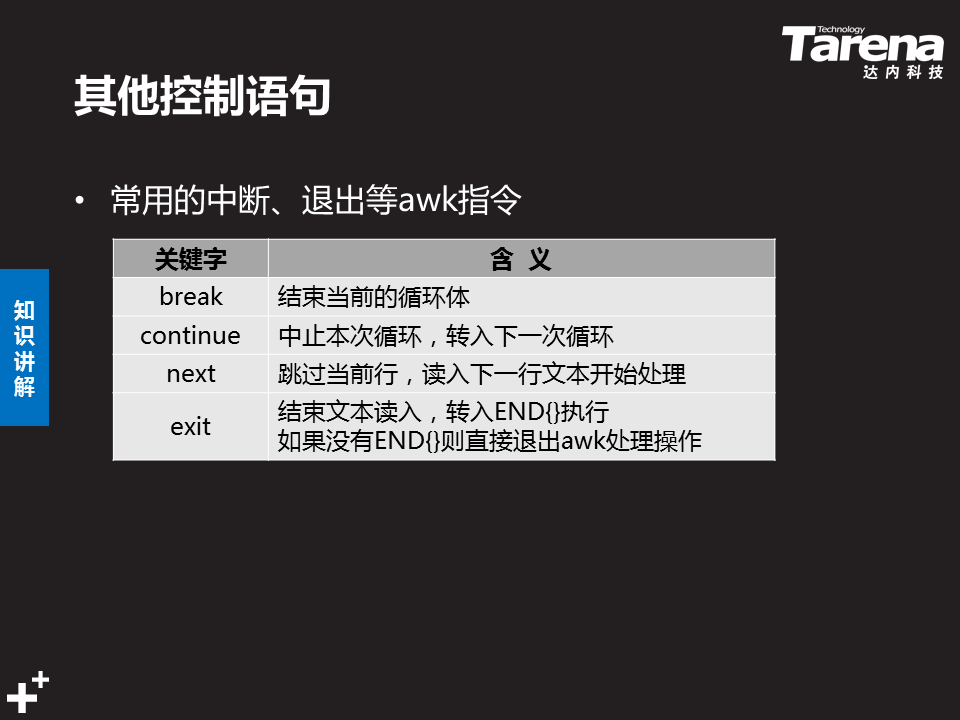 Technology
Tarena
达内科技
其他控制语句
• 常用的中断、退出等awk指令
关键字 含 义
break 结束当前的循环体
continue 中止本次循环，转入下一次循环
next 跳过当前行，读入下一行文本开始处理
exit 结束文本读入，转入END{}执行
如果没有END{}则直接退出awk处理操作
知
识
讲
解